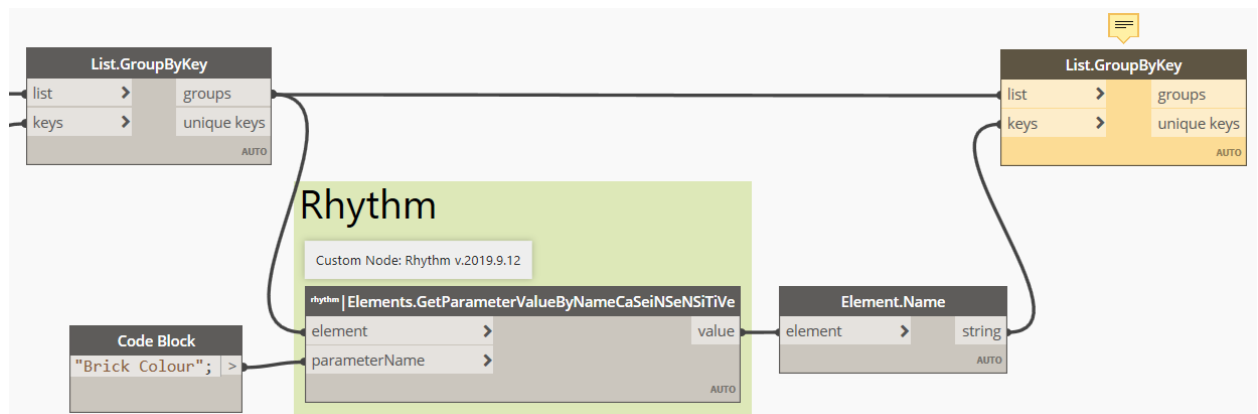 List.GroupByKey
list > groups
keys > unique keys
AUTO
List.GroupByKey
list > groups
keys > unique keys
AUTO
Rhythm
Custom Node: Rhythm v.2019.9.12
rhythm|Elements.GetParameterValueByNameCaSeiNSeNSiTiVe
element > value
parameterName >
AUTO
Code Block
"Brick Colour"; >
Element.Name
element > string
AUTO